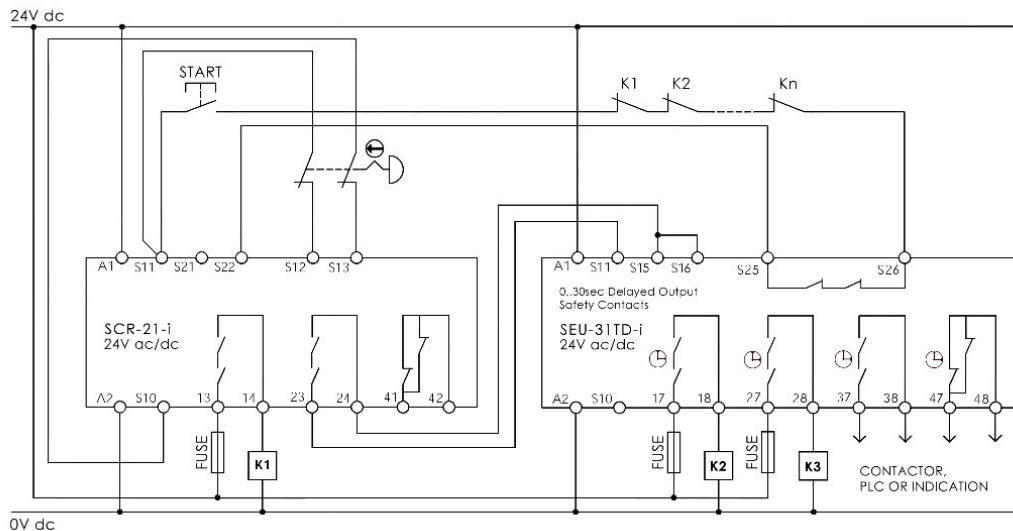 24V dc
START
K1 K2 Kn
A1 S11 S21 S22 S12 S13
A1 S11 S15 S16 S25 S26
0..30sec Delayed Output
Safety Contacts
SCR-21-i
24V ac/dc
SEU-31TD-i
24V ac/dc
A2 S10 13 14 23 24 41 42
A2 S10 17 18 27 28 37 38 47 48
FUSE K1 FUSE K2 FUSE K3
CONTACTOR,
PLC OR INDICATION
0V dc